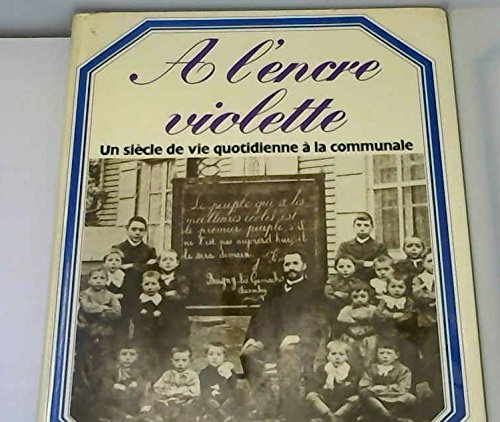 A l'encre
violette
Un siècle de vie quotidienne à la communale
Le peuple qui a les
meilleures écoles est
le premier peuple, s'il
ne l'est pas aujourd'hui, il
le sera demain.